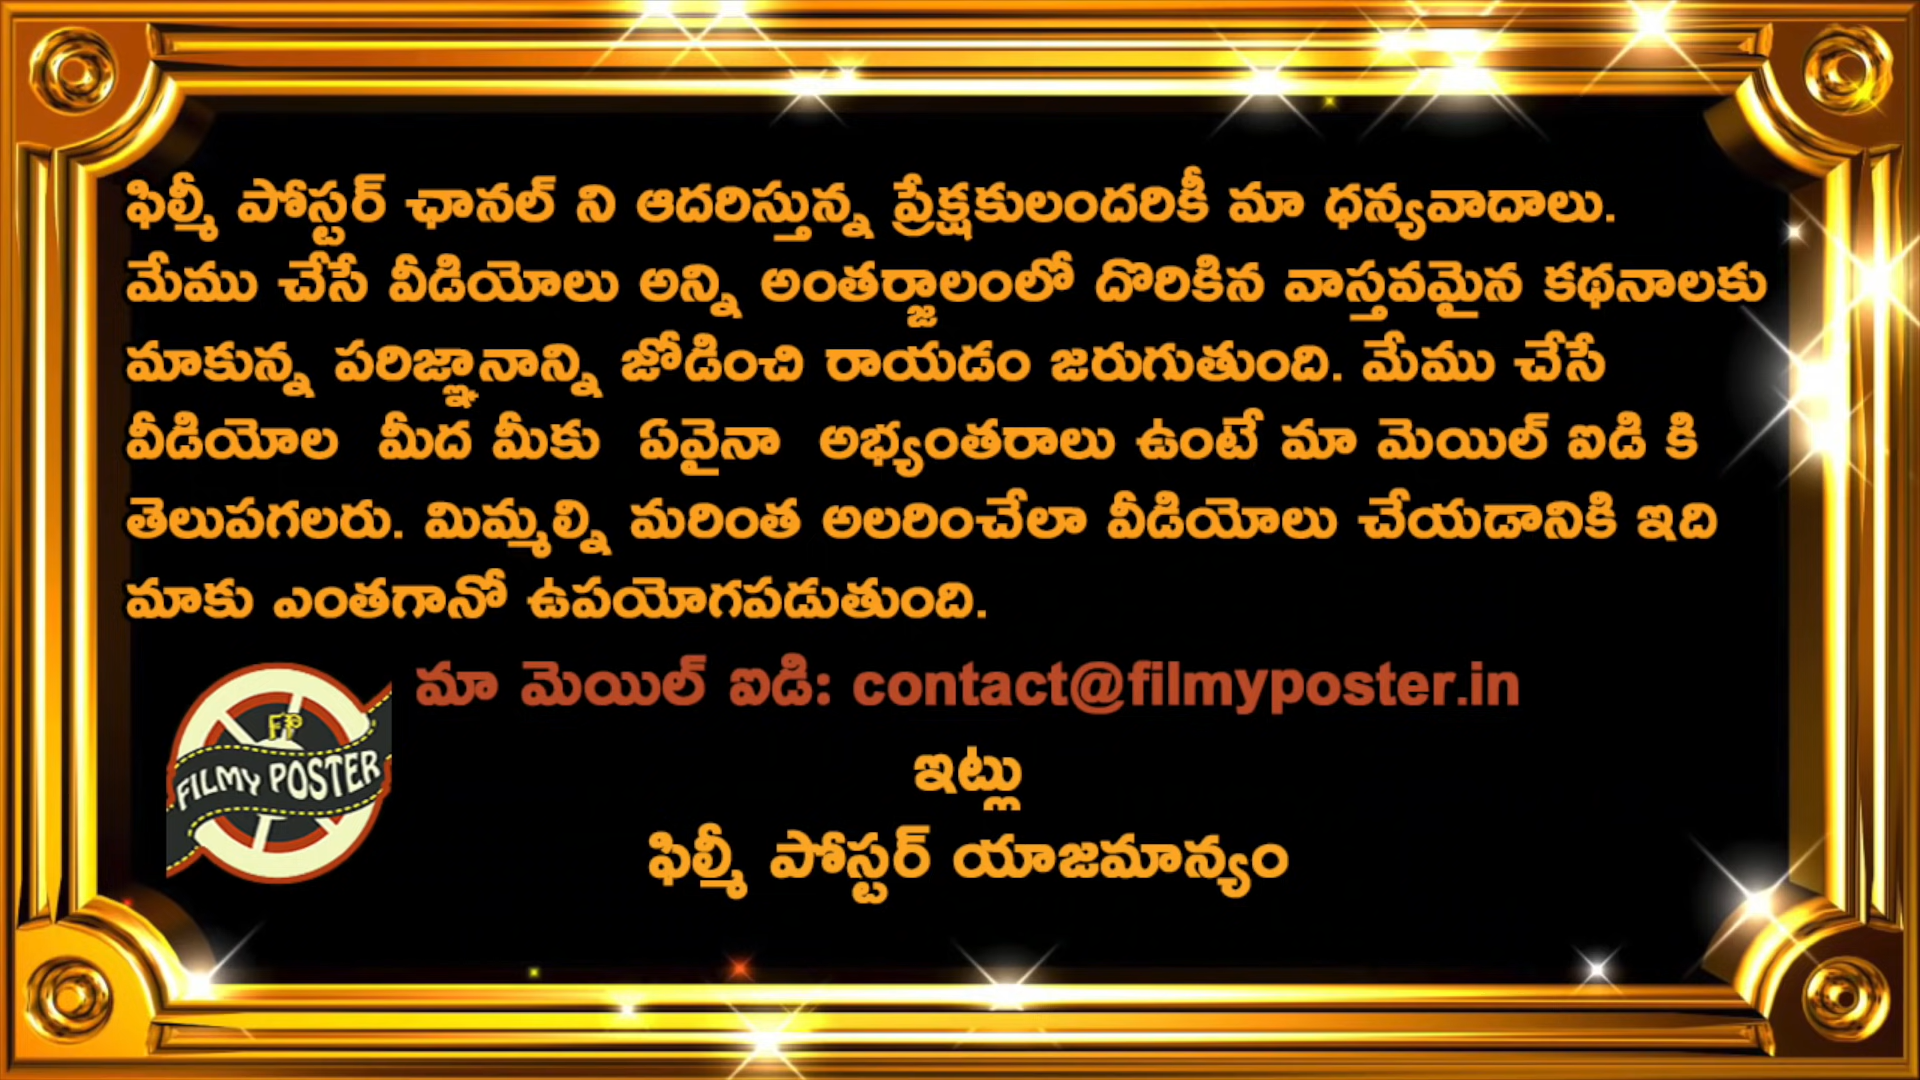 ఫిల్మీ పోస్టర్ ఛానల్ ని ఆదరిస్తున్న ప్రేక్షకులందరికీ మా ధన్యవాదాలు.
మేము చేసే వీడియోలు అన్ని అంతర్జాలంలో దొరికిన వాస్తవమైన కథనాలకు
మాకున్న పరిజ్ఞానాన్ని జోడించి రాయడం జరుగుతుంది. మేము చేసే
వీడియోల మీద మీకు ఏవైనా అభ్యంతరాలు ఉంటే మా మెయిల్ ఐడి కి
తెలుపగలరు. మిమ్మల్ని మరింత అలరించేలా వీడియోలు చేయడానికి ఇది
మాకు ఎంతగానో ఉపయోగపడుతుంది.
మా మెయిల్ ఐడి: contact@filmyposter.in
FP
FILMY POSTER
ఇట్లు
ఫిల్మీ పోస్టర్ యాజమాన్యం